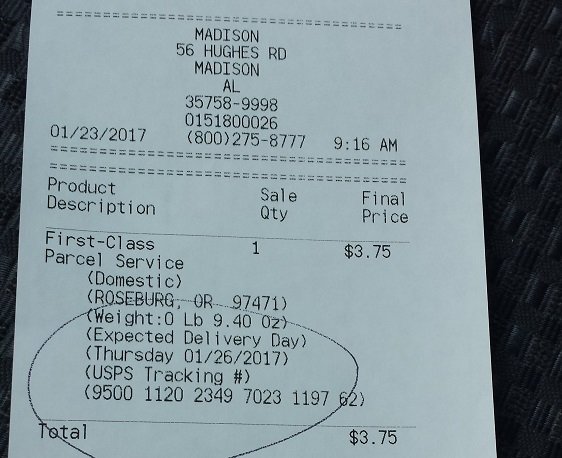 ========================================
MADISON
56 HUGHES RD
MADISON
AL
35758-9998
0151800026
01/23/2017 (800)275-8777 9:16 AM
========================================
========================================
Product Sale Final
Description Qty Price
----------------------------------------
First-Class 1 $3.75
Parcel Service
(Domestic)
(ROSEBURG, OR 97471)
(Weight:0 Lb 9.40 Oz)
(Expected Delivery Day)
(Thursday 01/26/2017)
(USPS Tracking #)
(9500 1120 2349 7023 1197 62)
----------------------------------------
Total $3.75